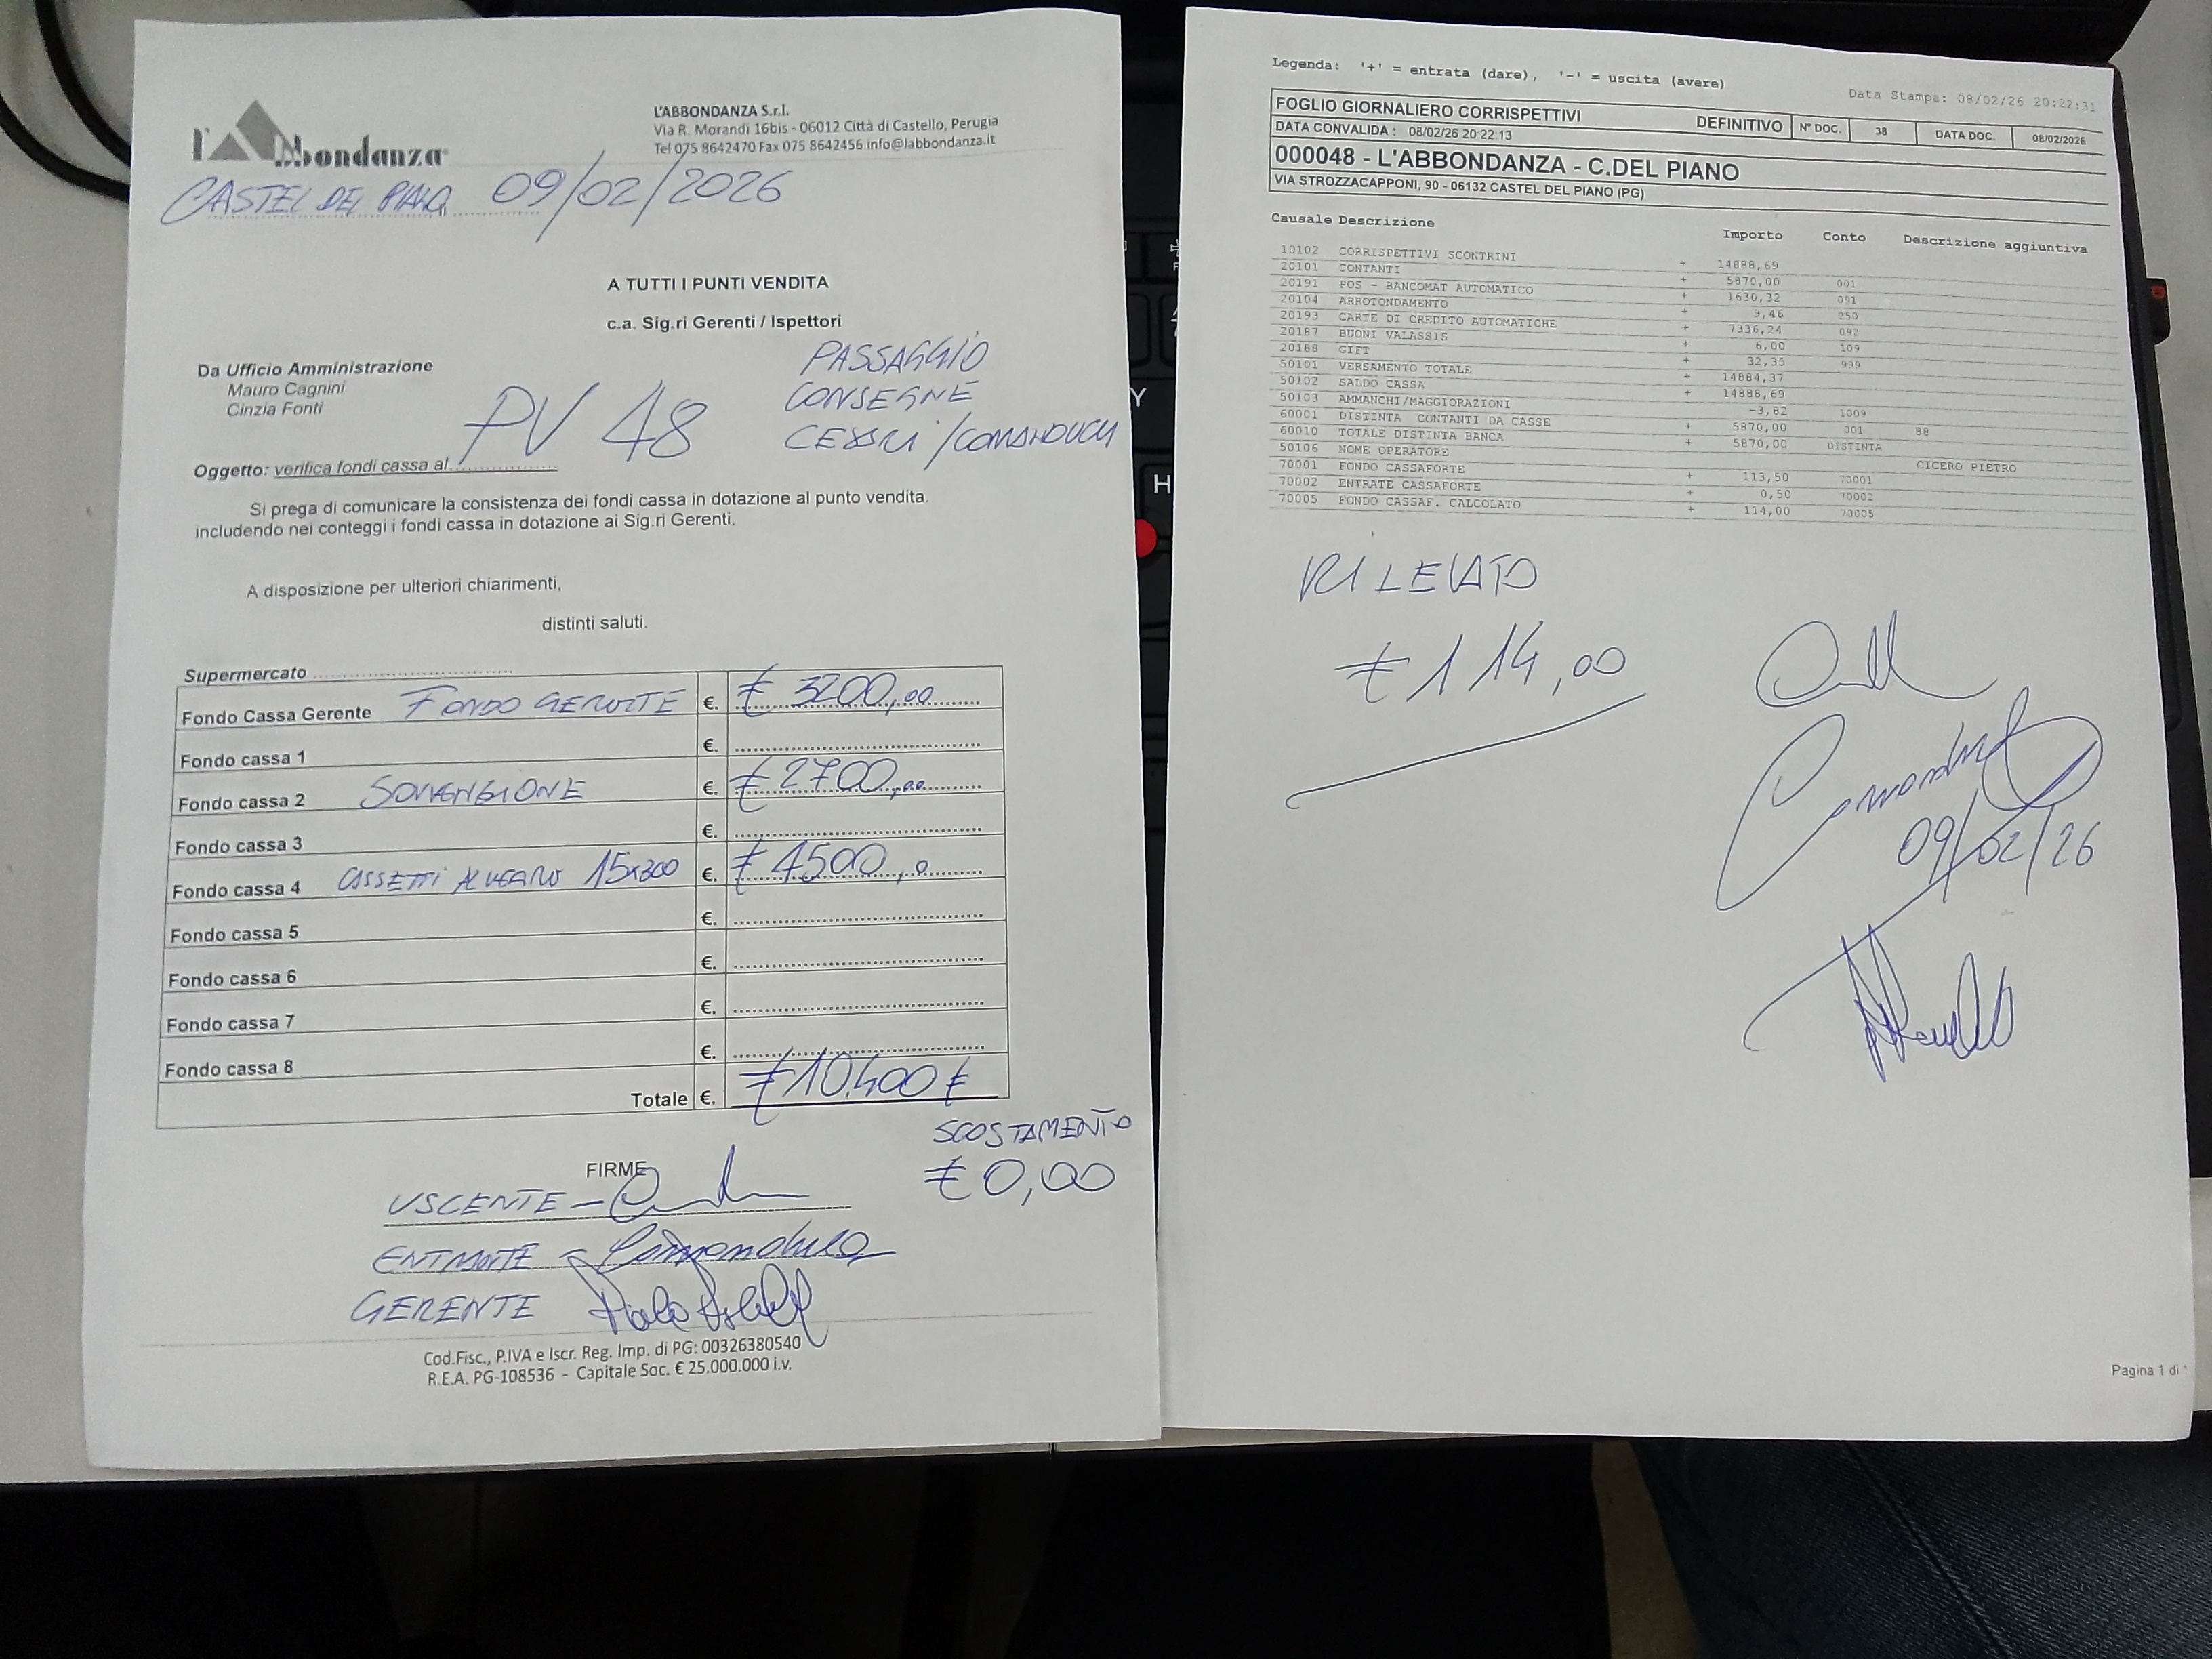 l'Abbondanza
L'ABBONDANZA S.r.l.
Via R. Morandi 16bis - 06012 Città di Castello, Perugia
Tel 075 8642470 Fax 075 8642456 info@labbondanza.it
CASTEL DEL PIANO 09/02/2026
A TUTTI I PUNTI VENDITA
c.a. Sig.ri Gerenti / Ispettori
Da Ufficio Amministrazione
Mauro Cagnini
Cinzia Fonti
PV 48
PASSAGGIO
CONSEGNE
Oggetto: verifica fondi cassa al
Si prega di comunicare la consistenza dei fondi cassa in dotazione al punto vendita.
includendo nei conteggi i fondi cassa in dotazione ai Sig.ri Gerenti.
A disposizione per ulteriori chiarimenti,
distinti saluti.
Supermercato
Fondo Cassa Gerente FONDO GERENTE €. € 3200,00
Fondo cassa 1 €.
Fondo cassa 2 SOVVENZIONE €. € 2700,00
Fondo cassa 3 €.
Fondo cassa 4 CASSETTI 15x300 €. € 4500,0
Fondo cassa 5 €.
Fondo cassa 6 €.
Fondo cassa 7 €.
Fondo cassa 8 €.
Totale €. €10.400 €
SCOSTAMENTO
€ 0,00
FIRME
USCENTE -
ENTRANTE -
GERENTE
Cod.Fisc., P.IVA e Iscr. Reg. Imp. di PG: 00326380540
R.E.A. PG-108536 - Capitale Soc. € 25.000.000 i.v.
Legenda: '+' = entrata (dare), '-' = uscita (avere)
Data Stampa: 08/02/26 20:22:31
FOGLIO GIORNALIERO CORRISPETTIVI DEFINITIVO N° DOC. 38 DATA DOC. 08/02/2026
DATA CONVALIDA : 08/02/26 20:22:13
000048 - L'ABBONDANZA - C.DEL PIANO
VIA STROZZACAPPONI, 90 - 06132 CASTEL DEL PIANO (PG)
Causale Descrizione Importo Conto Descrizione aggiuntiva
10102 CORRISPETTIVI SCONTRINI + 14888,69
20101 CONTANTI + 5870,00 001
20191 POS - BANCOMAT AUTOMATICO + 1630,32 091
20104 ARROTONDAMENTO + 9,46 250
20193 CARTE DI CREDITO AUTOMATICHE + 7336,24 092
20187 BUONI VALASSIS + 6,00 109
20188 GIFT + 32,35 999
50101 VERSAMENTO TOTALE + 14884,37
50102 SALDO CASSA + 14888,69
50103 AMMANCHI/MAGGIORAZIONI -3,82 1009
60001 DISTINTA CONTANTI DA CASSE + 5870,00 001 88
60010 TOTALE DISTINTA BANCA + 5870,00 DISTINTA
50106 NOME OPERATORE CICERO PIETRO
70001 FONDO CASSAFORTE + 113,50 70001
70002 ENTRATE CASSAFORTE + 0,50 70002
70005 FONDO CASSAF. CALCOLATO + 114,00 70005
RILEVATO
€ 114,00
09/02/26
Pagina 1 di 1
Y
H